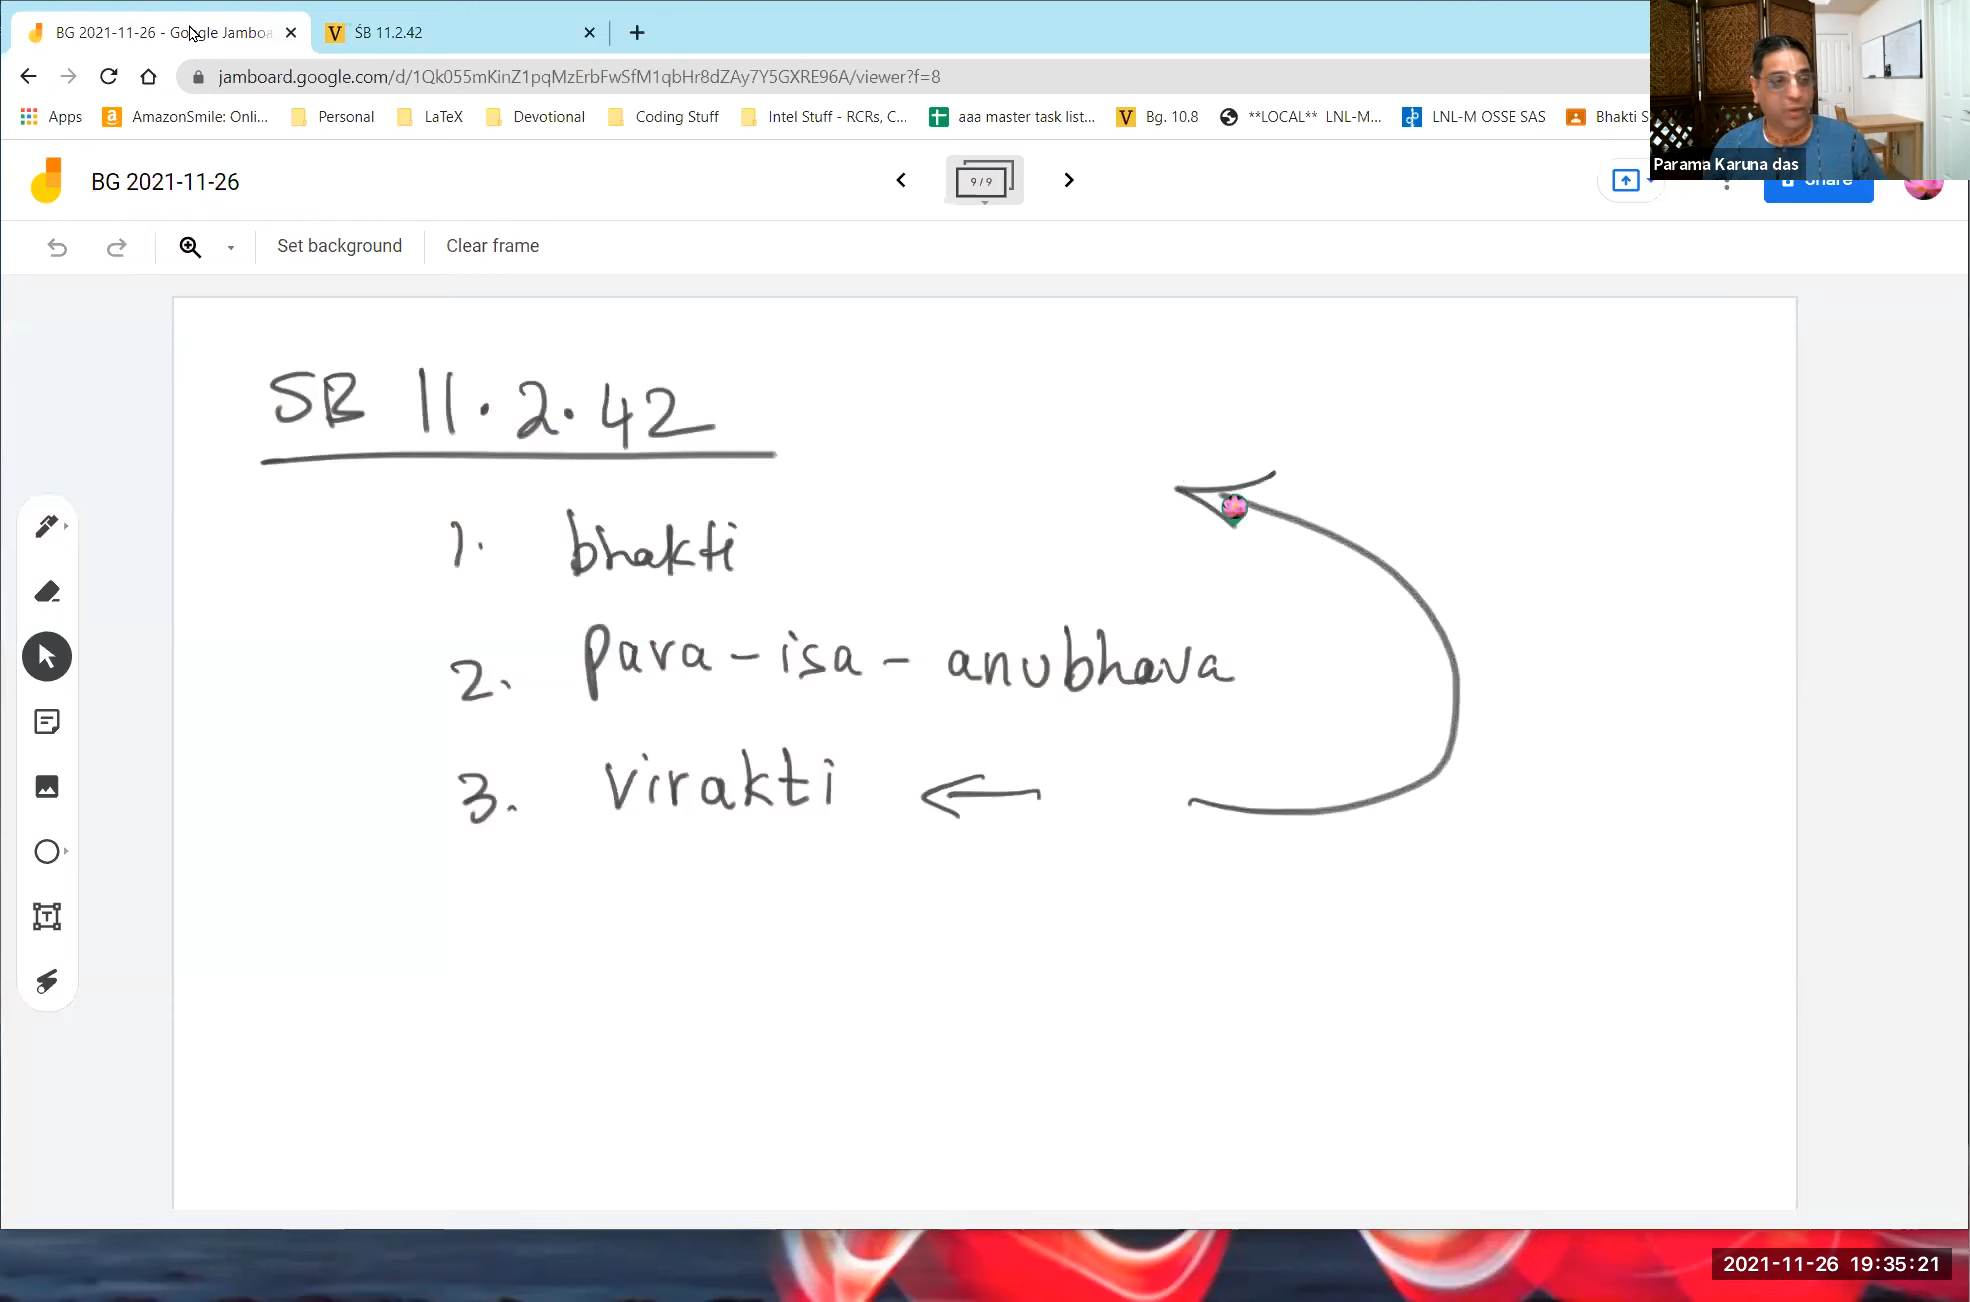 BG 2021-11-26 - Google Jamboa
ŚB 11.2.42
jamboard.google.com/d/1Qk055mKinZ1pqMzErbFwSfM1qbHr8dZAy7Y5GXRE96A/viewer?f=8
Apps AmazonSmile: Onli... Personal LaTeX Devotional Coding Stuff Intel Stuff - RCRs, C... aaa master task list... Bg. 10.8 **LOCAL** LNL-M... LNL-M OSSE SAS Bhakti S
Parama Karuna das
BG 2021-11-26
9/9
Share
Set background Clear frame
SB 11.2.42
1. bhakti
2. para-isa-anubhava
3. virakti
2021-11-26 19:35:21